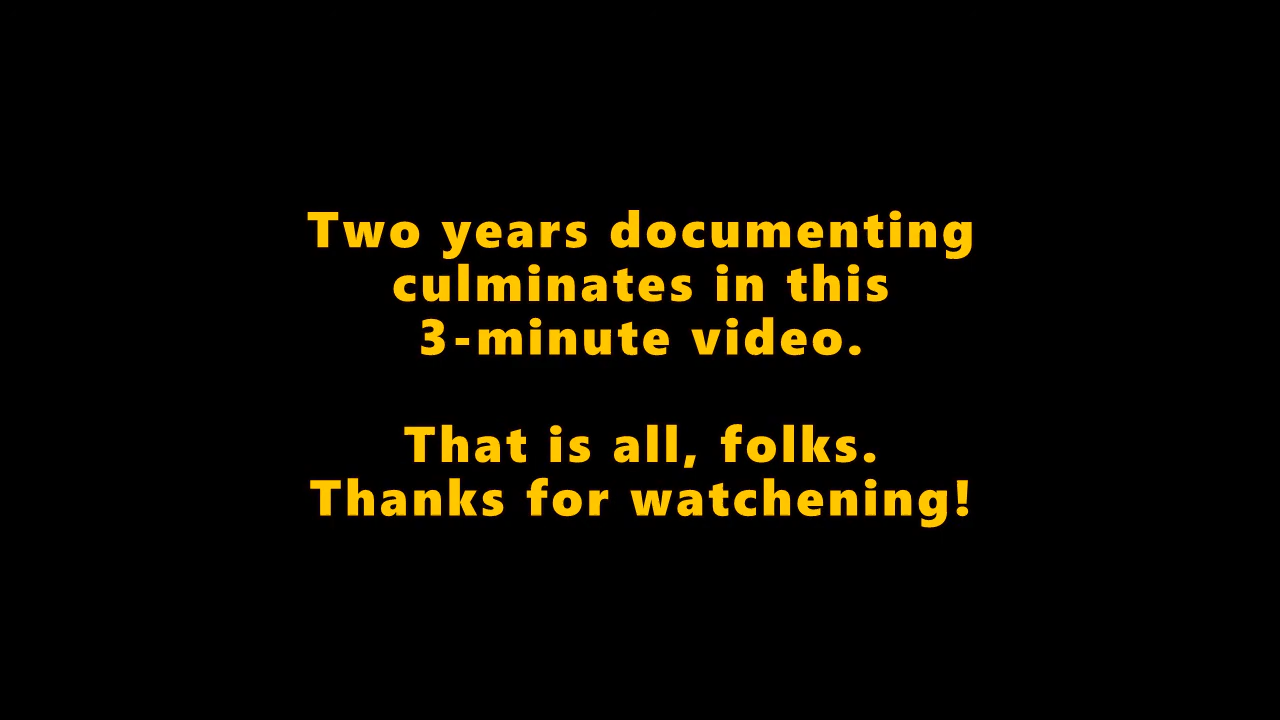 Two years documenting
culminates in this
3-minute video.
That is all, folks.
Thanks for watchening!